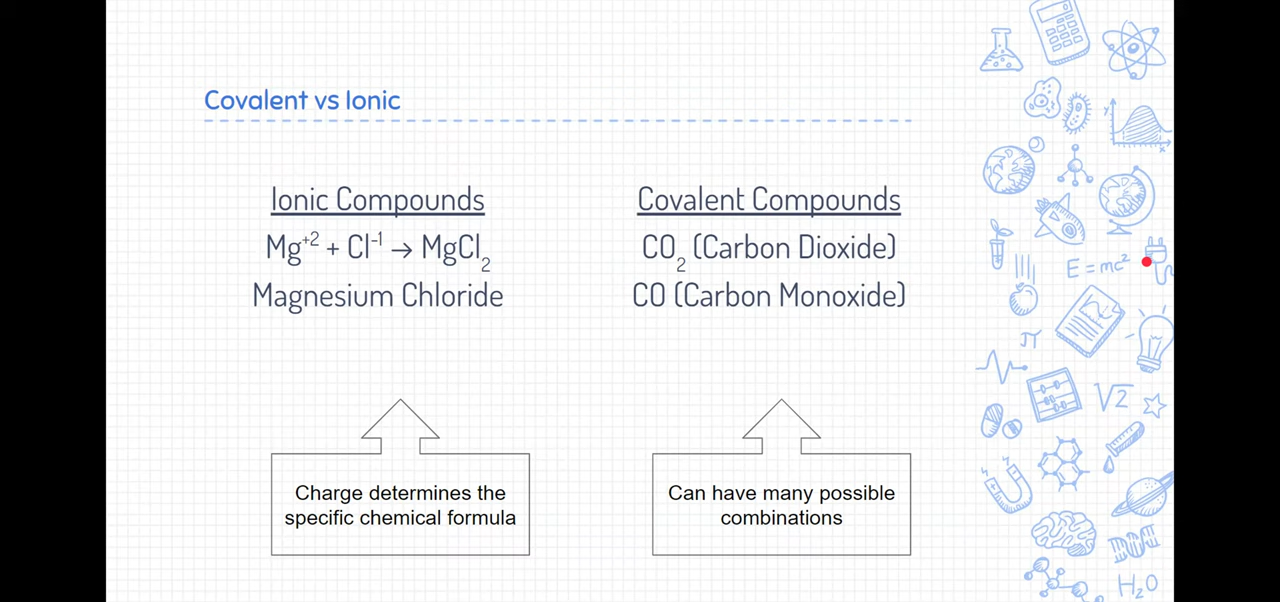 Covalent vs Ionic
Ionic Compounds
Mg⁺² + Cl⁻¹ → MgCl₂
Magnesium Chloride
Covalent Compounds
CO₂ (Carbon Dioxide)
CO (Carbon Monoxide)
Charge determines the
specific chemical formula
Can have many possible
combinations
y
x
E = mc²
π
√2
H₂O